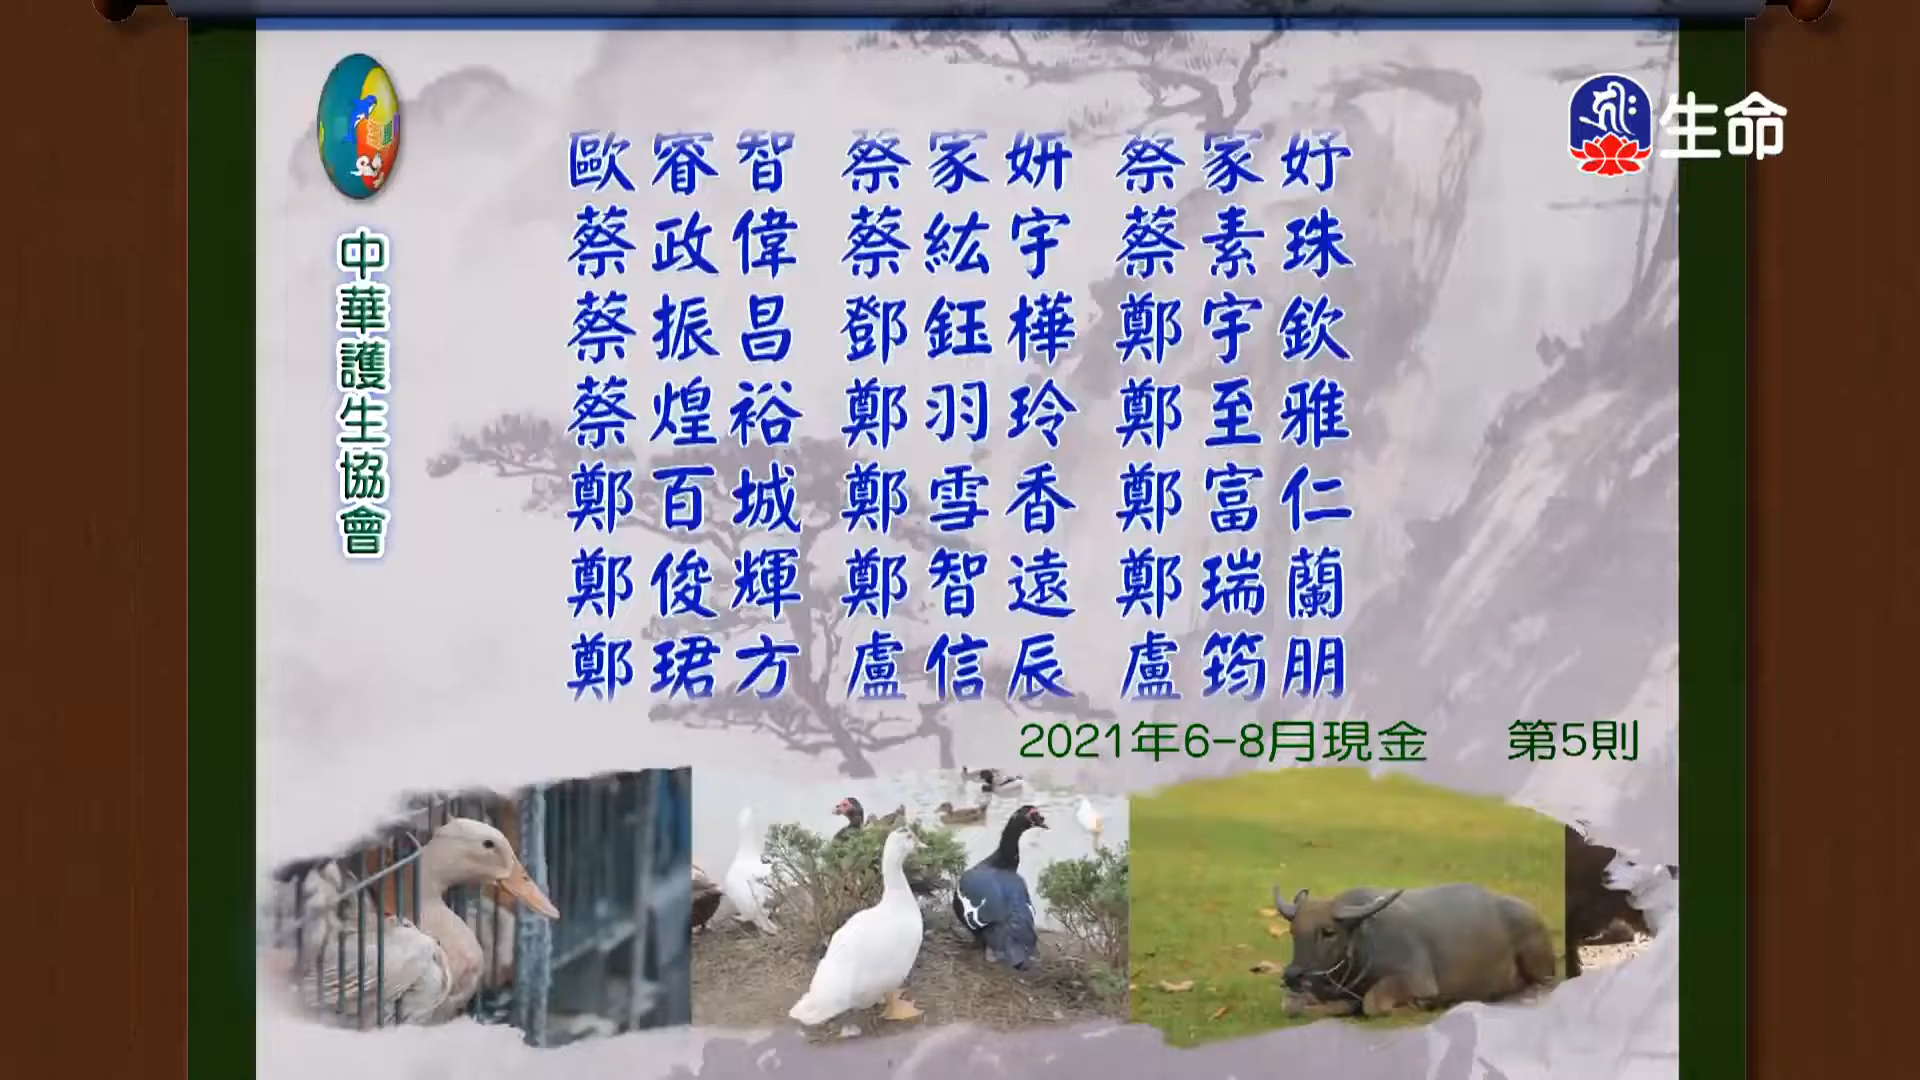 生命
中華護生協會
歐睿智 蔡家妍 蔡家妤
蔡政偉 蔡紘宇 蔡素珠
蔡振昌 鄧鈺樺 鄭宇欽
蔡煌裕 鄭羽玲 鄭至雅
鄭百城 鄭雪香 鄭富仁
鄭俊輝 鄭智遠 鄭瑞蘭
鄭珺方 盧信辰 盧筠朋
2021年6-8月現金 第5則